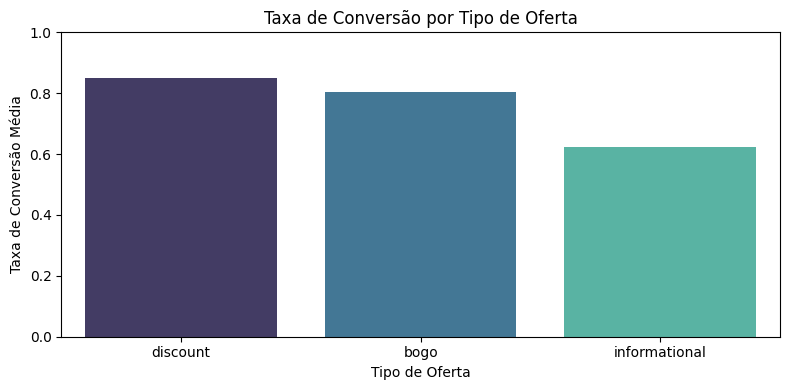 Taxa de Conversão por Tipo de Oferta
Taxa de Conversão Média
1.0
0.8
0.6
0.4
0.2
0.0
discount
bogo
informational
Tipo de Oferta